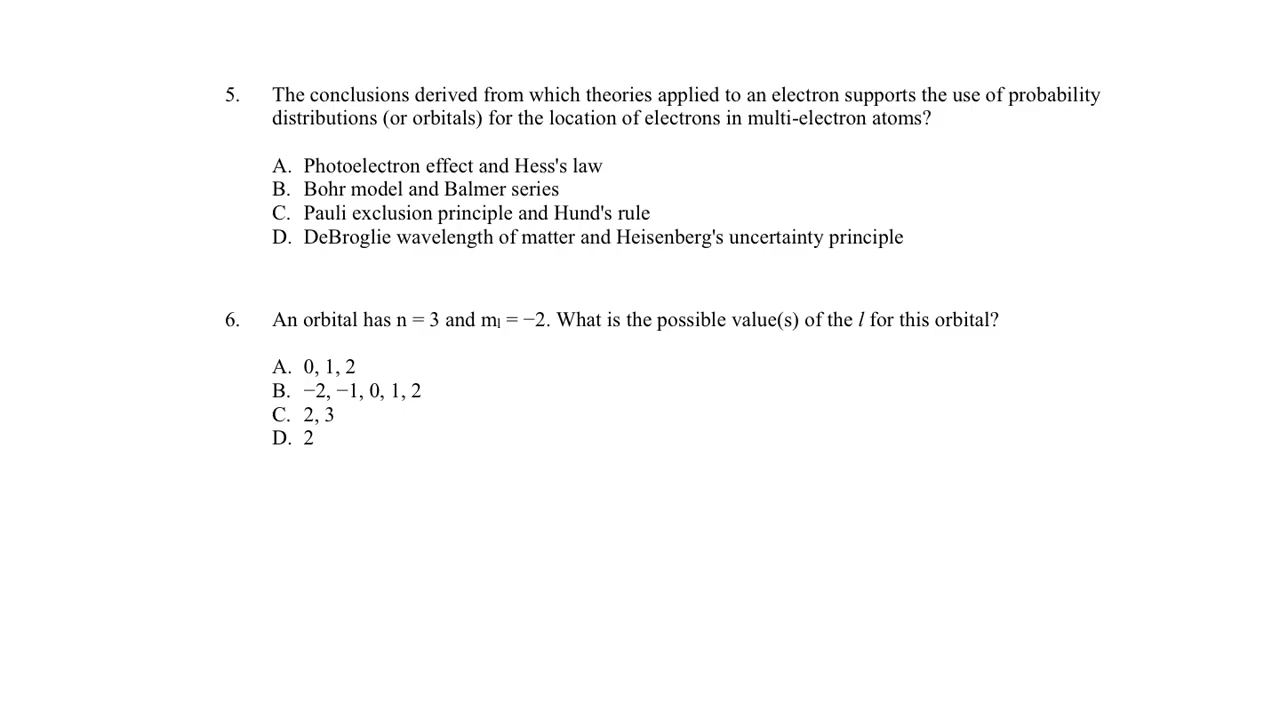 5. The conclusions derived from which theories applied to an electron supports the use of probability
distributions (or orbitals) for the location of electrons in multi-electron atoms?
A. Photoelectron effect and Hess's law
B. Bohr model and Balmer series
C. Pauli exclusion principle and Hund's rule
D. DeBroglie wavelength of matter and Heisenberg's uncertainty principle
6. An orbital has n = 3 and mₗ = −2. What is the possible value(s) of the l for this orbital?
A. 0, 1, 2
B. −2, −1, 0, 1, 2
C. 2, 3
D. 2